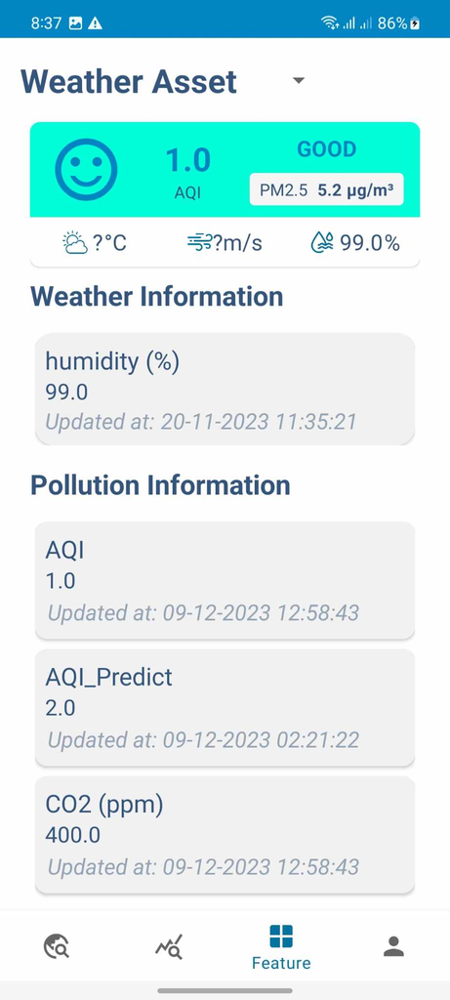 8:37
86%
Weather Asset
1.0
AQI
GOOD
PM2.5 5.2 µg/m³
?°C
?m/s
99.0%
Weather Information
humidity (%)
99.0
Updated at: 20-11-2023 11:35:21
Pollution Information
AQI
1.0
Updated at: 09-12-2023 12:58:43
AQI_Predict
2.0
Updated at: 09-12-2023 02:21:22
CO2 (ppm)
400.0
Updated at: 09-12-2023 12:58:43
Feature